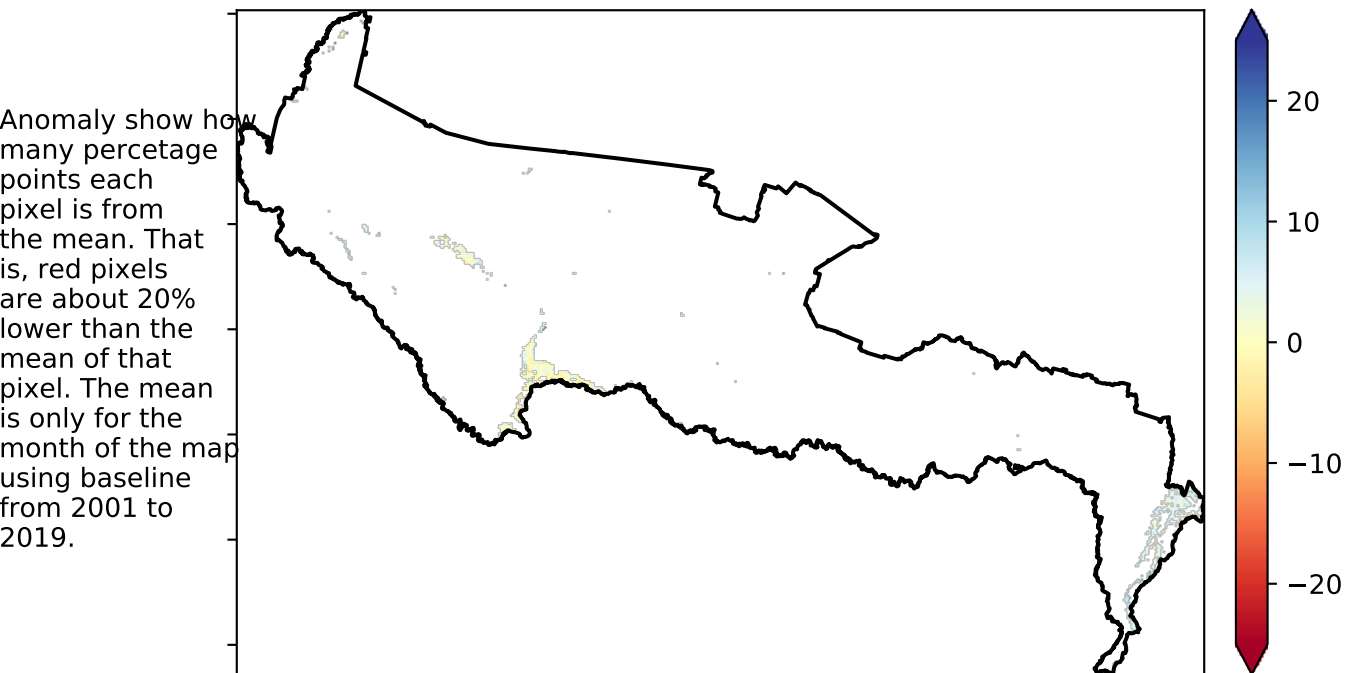 Anomaly show how
many percetage
points each
pixel is from
the mean. That
is, red pixels
are about 20%
lower than the
mean of that
pixel. The mean
is only for the
month of the map
using baseline
from 2001 to
2019.
20
10
0
−10
−20